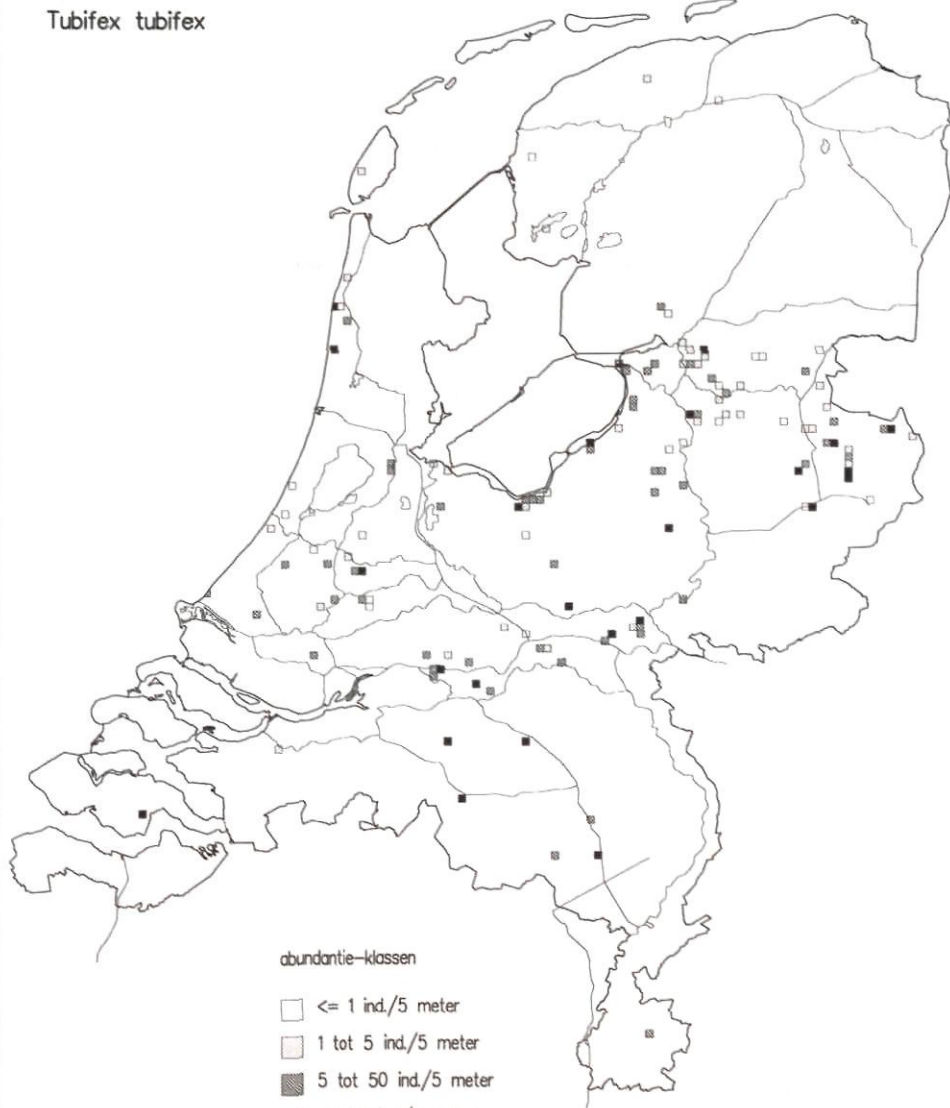 Tubifex tubifex
abundantie-klassen
<= 1 ind./5 meter
1 tot 5 ind./5 meter
5 tot 50 ind./5 meter